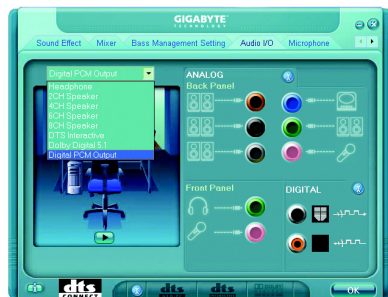 GIGABYTE
TECHNOLOGY
Sound Effect Mixer Bass Management Setting Audio I/O Microphone
Digital PCM Output
Headphone
2CH Speaker
4CH Speaker
6CH Speaker
8CH Speaker
DTS Interactive
Dolby Digital 5.1
Digital PCM Output
ANALOG
Back Panel
Front Panel
DIGITAL
dts
CONNECT
dts
dts
OK